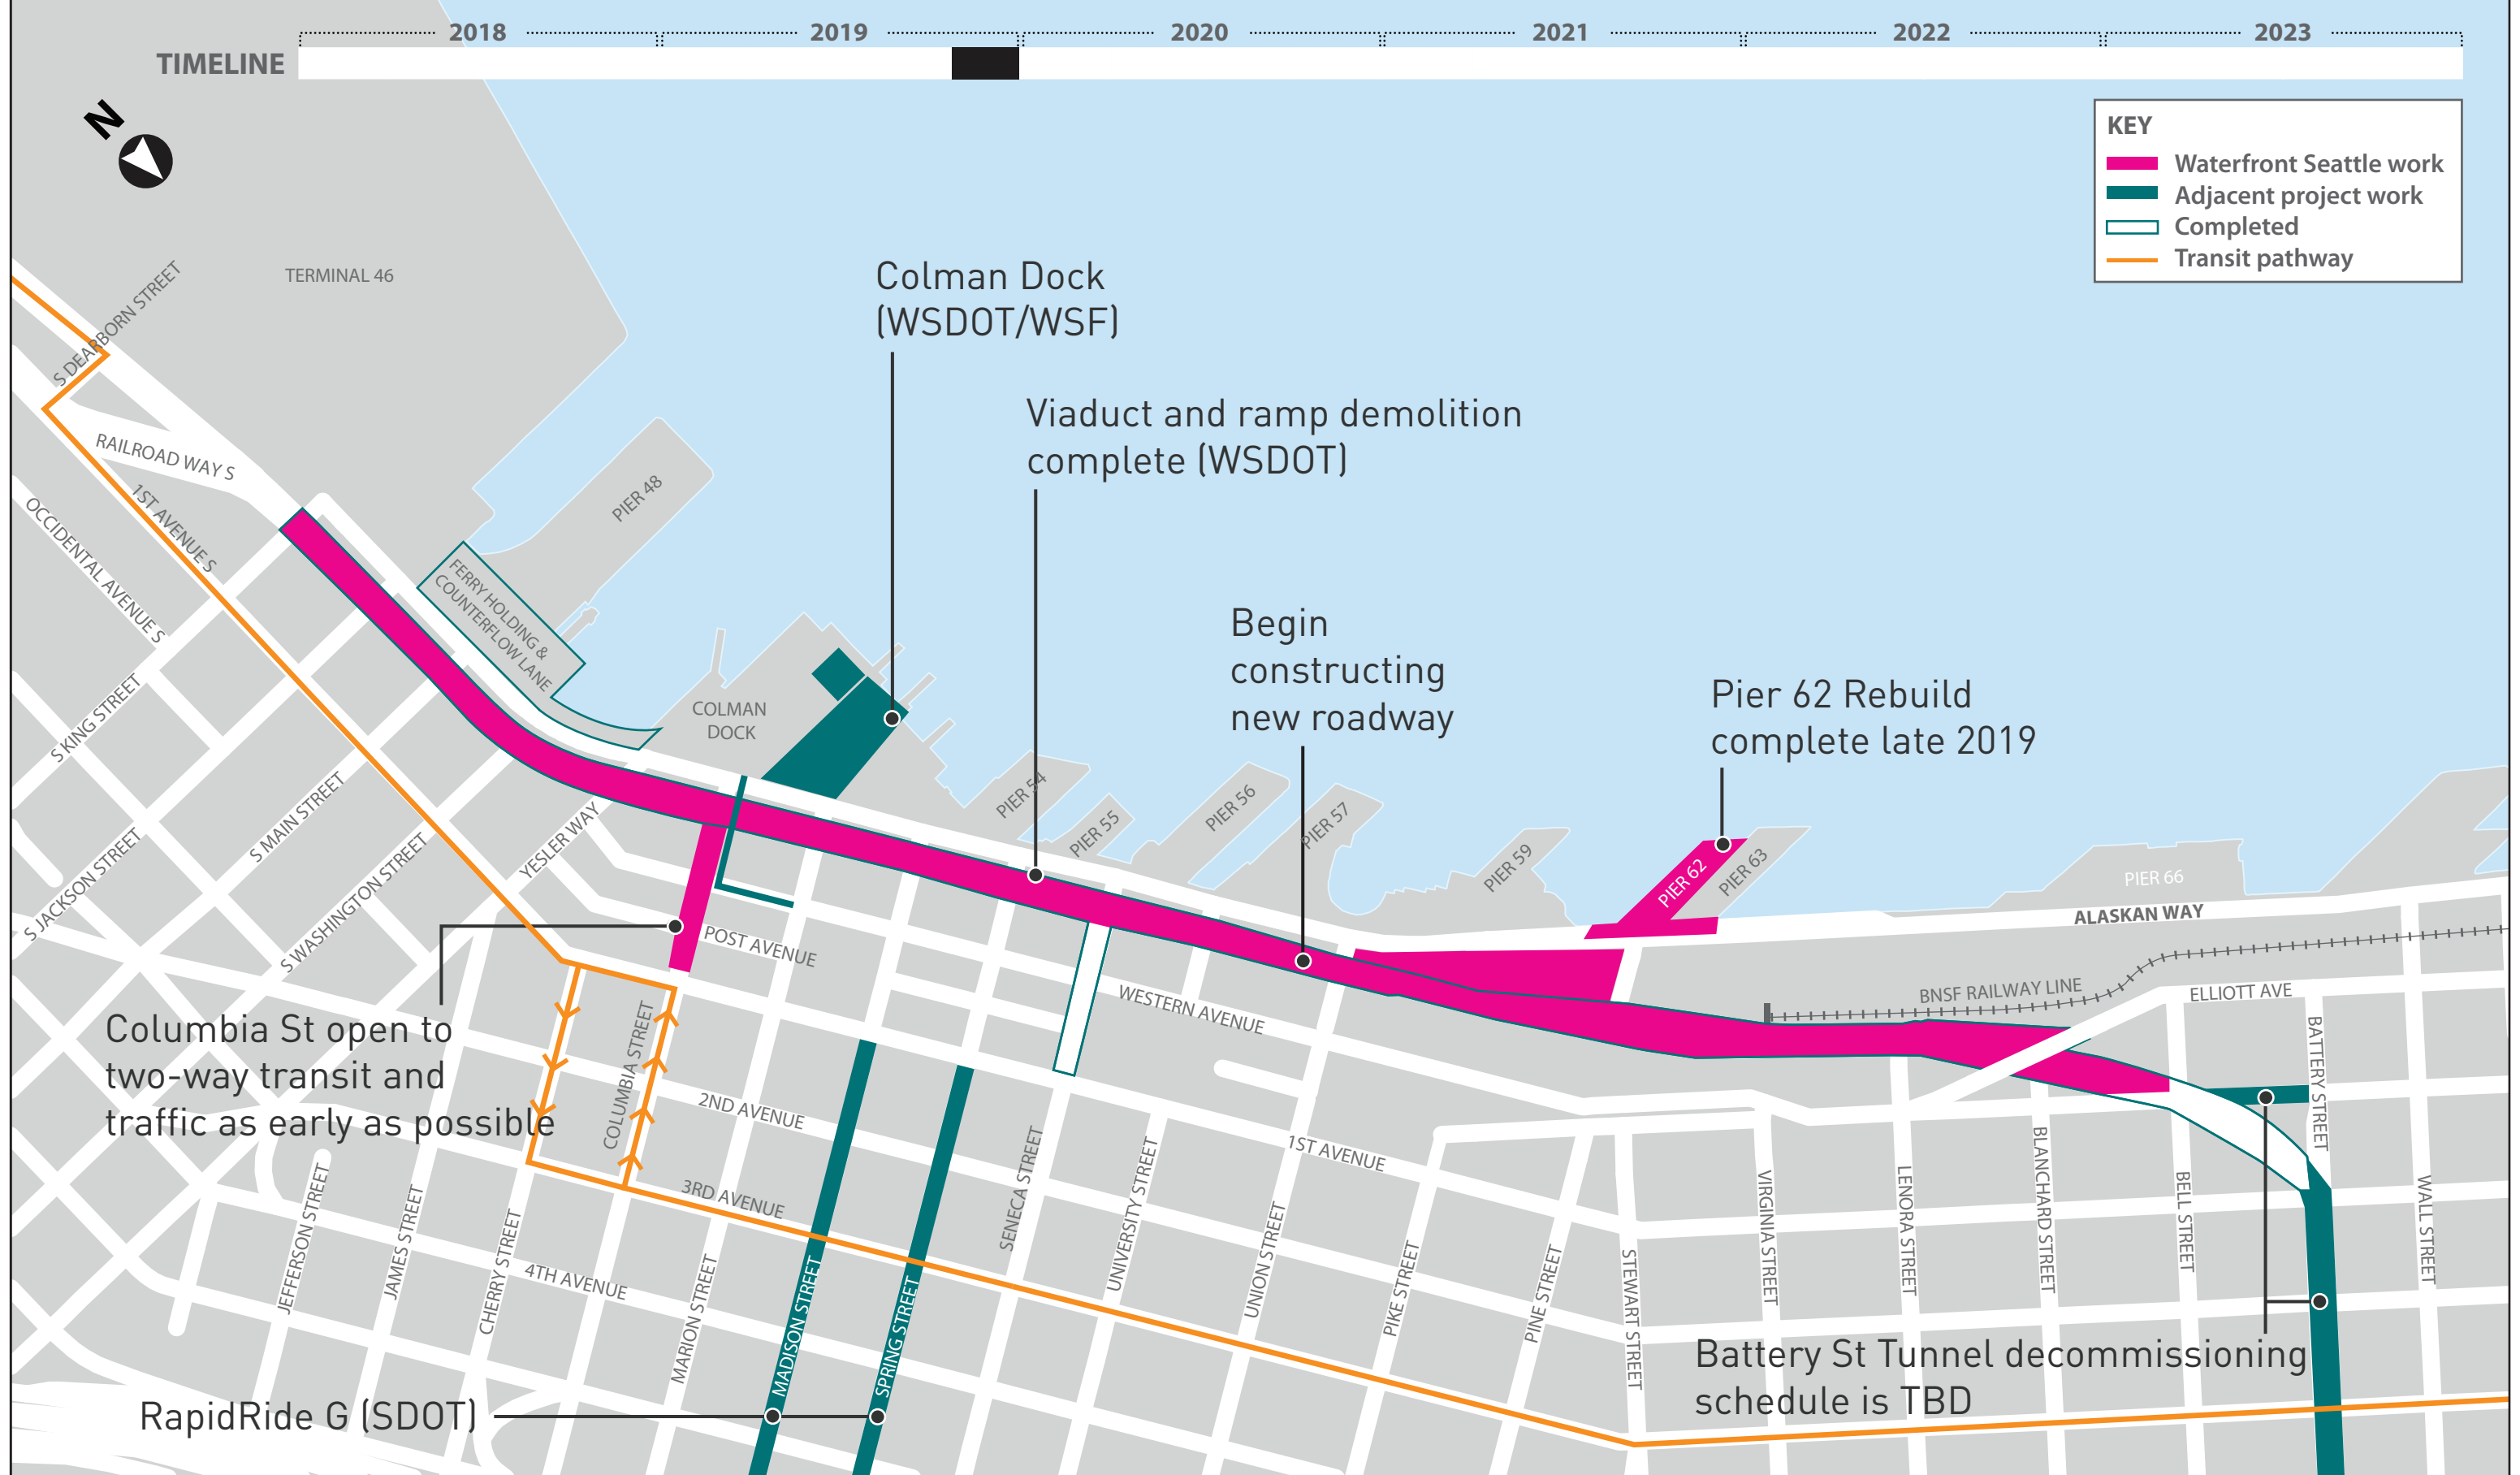 2018
2019
2020
2021
2022
2023
TIMELINE
N
KEY
Waterfront Seattle work
Adjacent project work
Completed
Transit pathway
TERMINAL 46
S DEARBORN STREET
Colman Dock
(WSDOT/WSF)
Viaduct and ramp demolition
complete (WSDOT)
RAILROAD WAY S
1ST AVENUE S
OCCIDENTAL AVENUE S
PIER 48
FERRY HOLDING &
COUNTERFLOW LANE
Begin
constructing
new roadway
Pier 62 Rebuild
complete late 2019
COLMAN
DOCK
S KING STREET
S JACKSON STREET
S MAIN STREET
S WASHINGTON STREET
YESLER WAY
PIER 54
PIER 55
PIER 56
PIER 57
PIER 59
PIER 62
PIER 63
PIER 66
ALASKAN WAY
BNSF RAILWAY LINE
ELLIOTT AVE
BATTERY STREET
POST AVENUE
WESTERN AVENUE
Columbia St open to
two-way transit and
traffic as early as possible
COLUMBIA STREET
2ND AVENUE
1ST AVENUE
3RD AVENUE
4TH AVENUE
JEFFERSON STREET
JAMES STREET
CHERRY STREET
MARION STREET
MADISON STREET
SPRING STREET
SENECA STREET
UNIVERSITY STREET
UNION STREET
PIKE STREET
PINE STREET
STEWART STREET
VIRGINIA STREET
LENORA STREET
BLANCHARD STREET
BELL STREET
WALL STREET
Battery St Tunnel decommissioning
schedule is TBD
RapidRide G (SDOT)